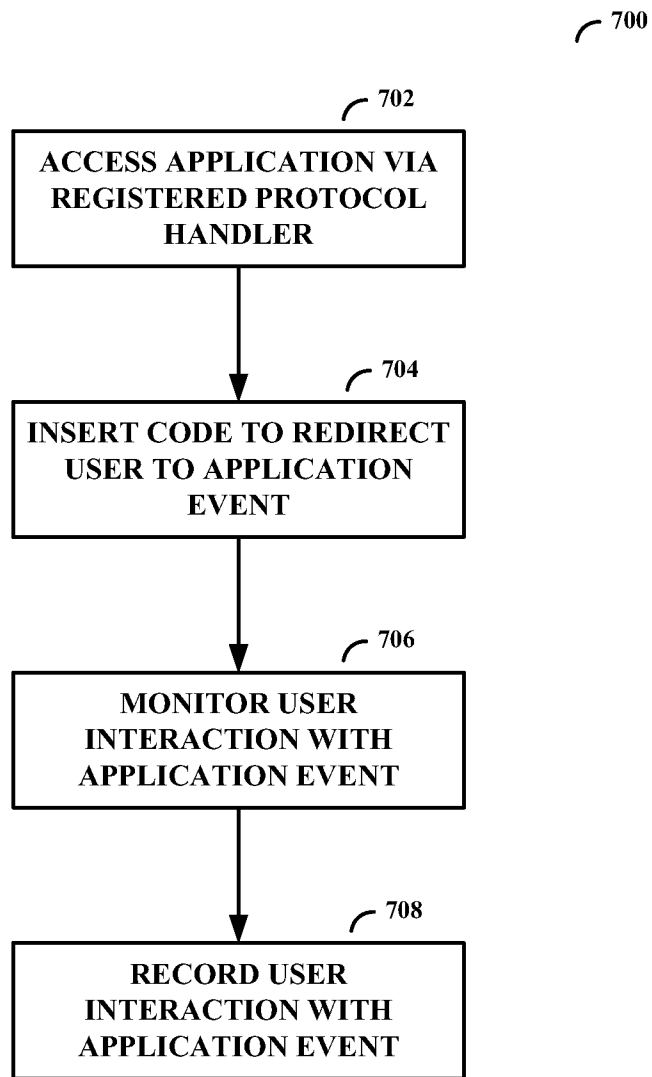 700
702
ACCESS APPLICATION VIA
REGISTERED PROTOCOL
HANDLER
704
INSERT CODE TO REDIRECT
USER TO APPLICATION
EVENT
706
MONITOR USER
INTERACTION WITH
APPLICATION EVENT
708
RECORD USER
INTERACTION WITH
APPLICATION EVENT